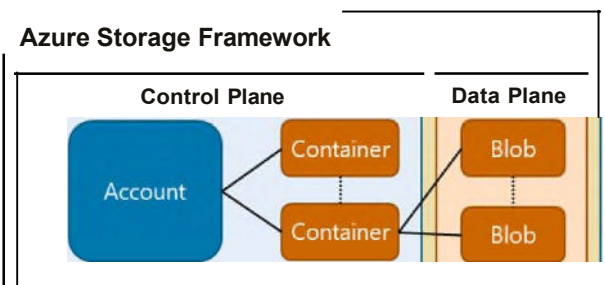 Azure Storage Framework
Control Plane
Data Plane
Container
Blob
Account
Container
Blob